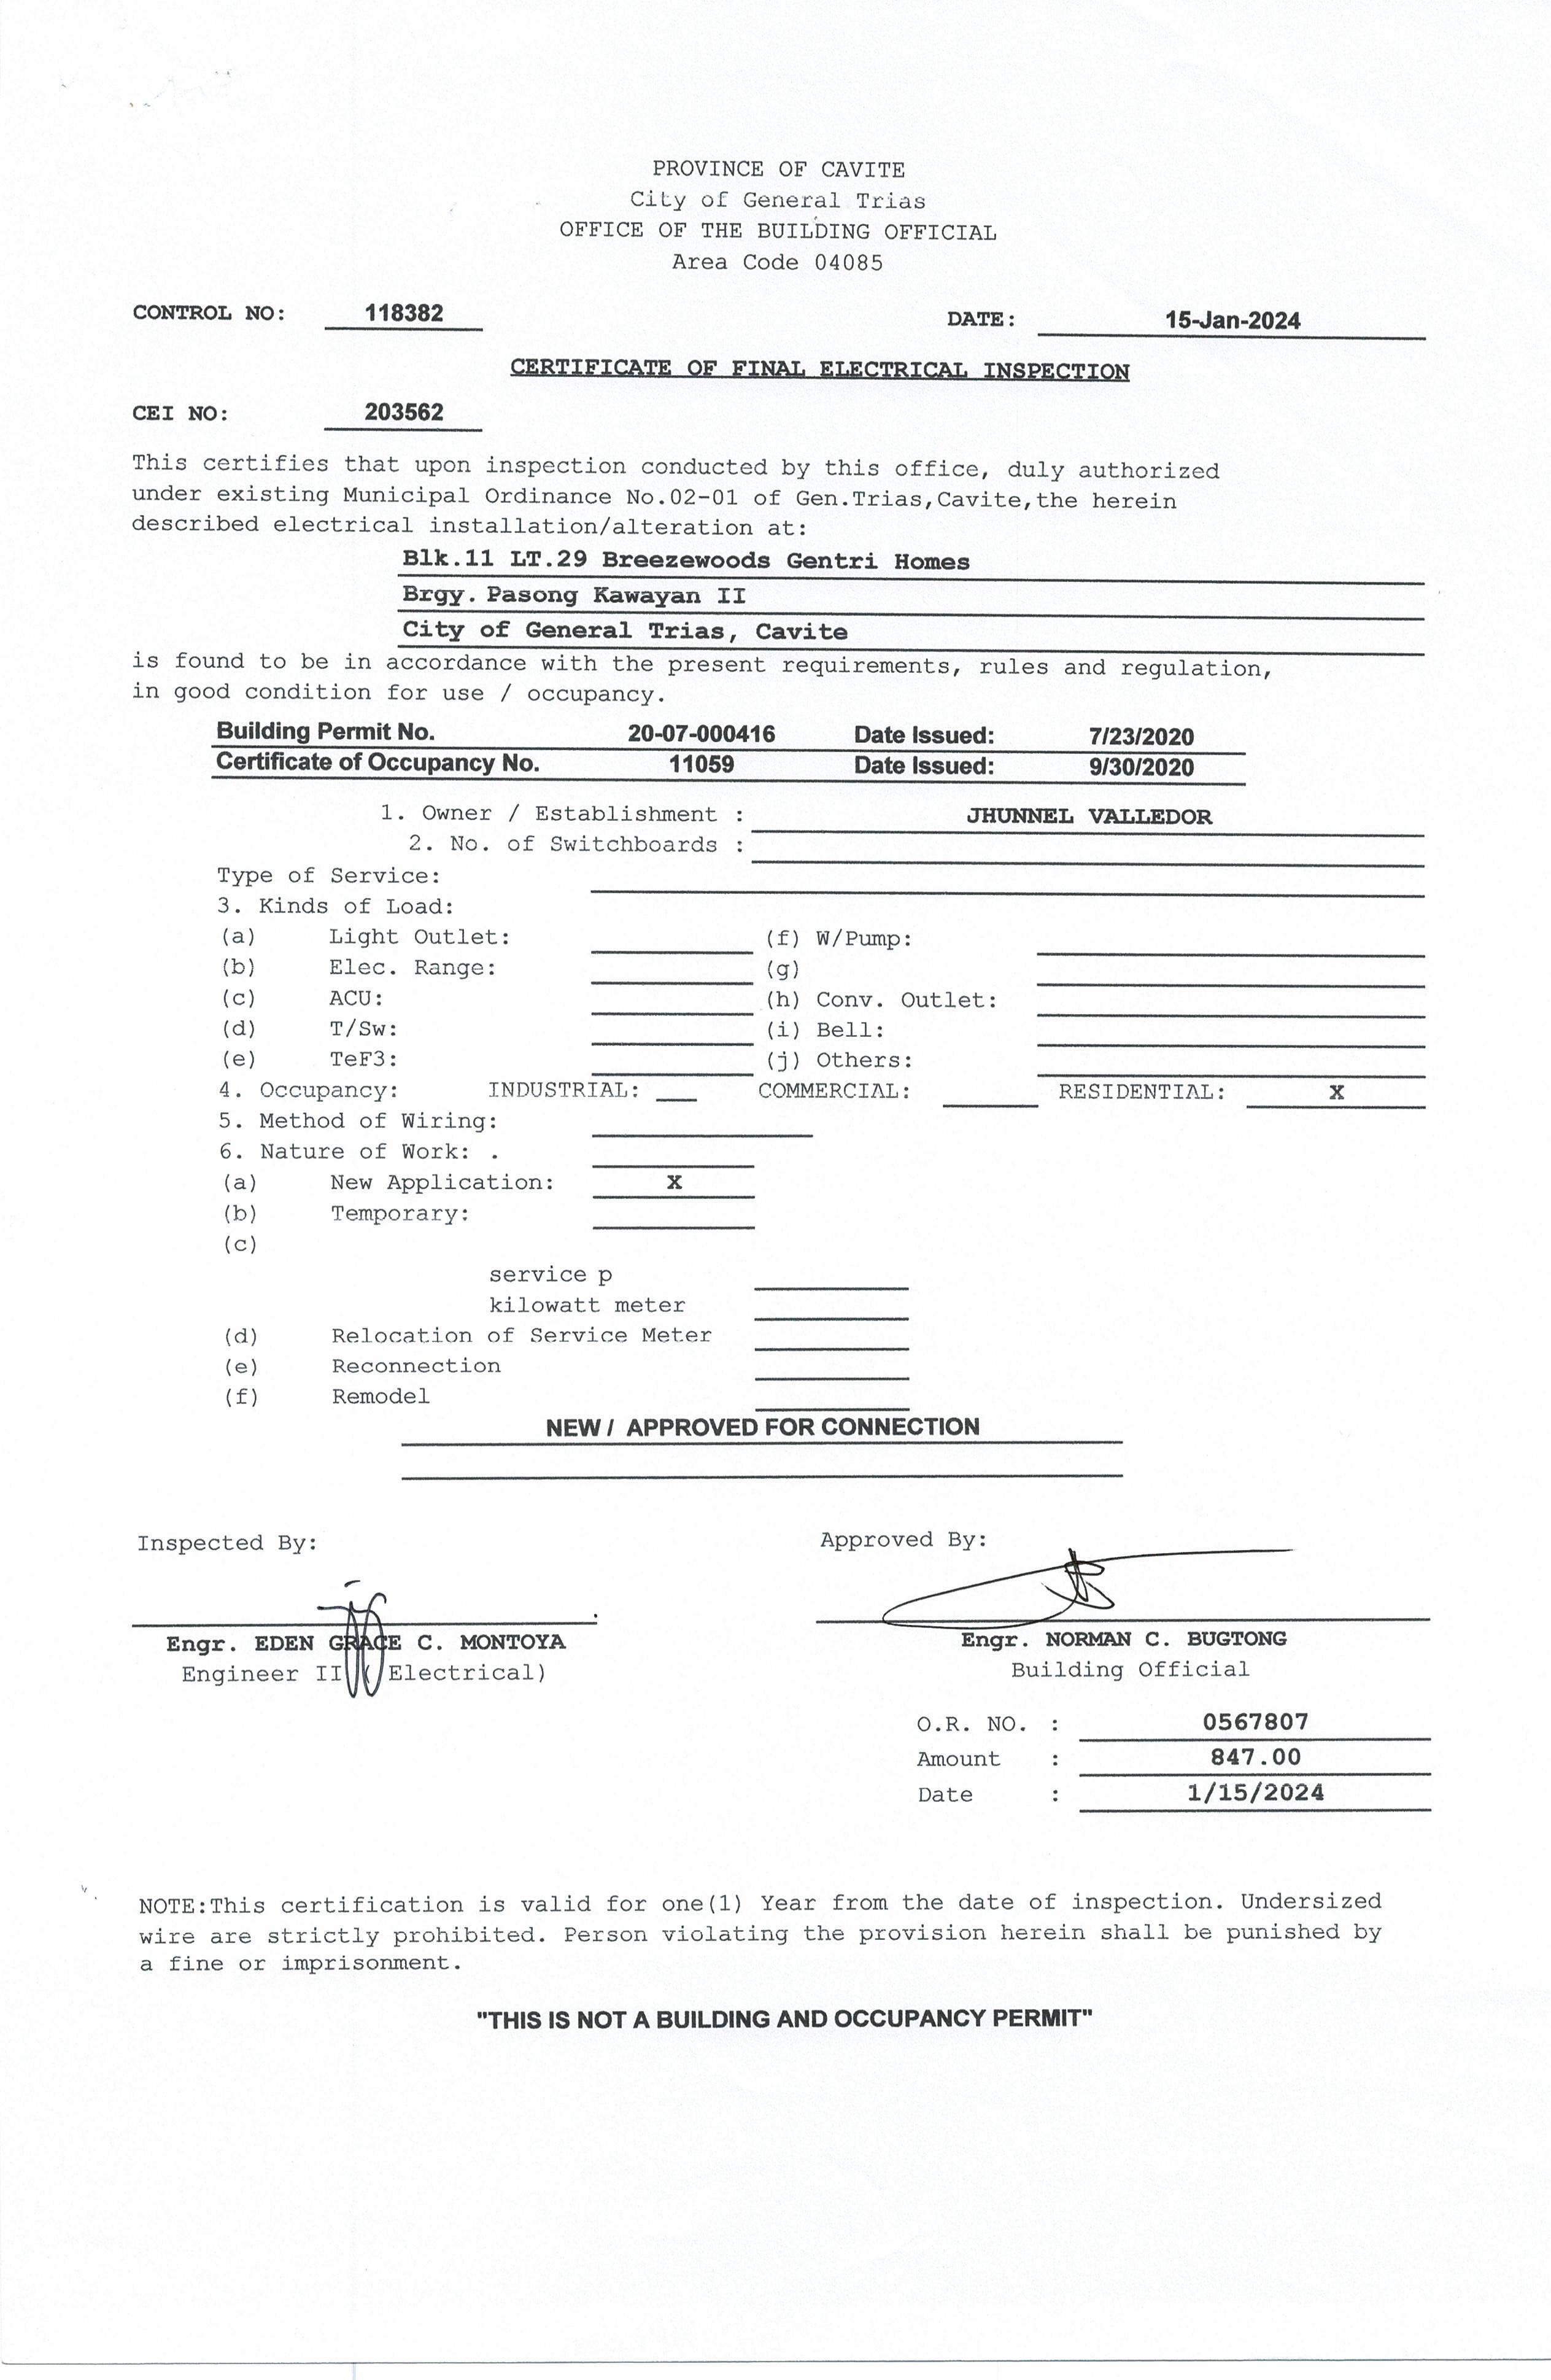 PROVINCE OF CAVITE
City of General Trias
OFFICE OF THE BUILDING OFFICIAL
Area Code 04085
CONTROL NO: 118382 DATE: 15-Jan-2024
CERTIFICATE OF FINAL ELECTRICAL INSPECTION
CEI NO: 203562
This certifies that upon inspection conducted by this office, duly authorized
under existing Municipal Ordinance No.02-01 of Gen.Trias,Cavite,the herein
described electrical installation/alteration at:
Blk.11 LT.29 Breezewoods Gentri Homes
Brgy. Pasong Kawayan II
City of General Trias, Cavite
is found to be in accordance with the present requirements, rules and regulation,
in good condition for use / occupancy.
Building Permit No. 20-07-000416 Date Issued: 7/23/2020
Certificate of Occupancy No. 11059 Date Issued: 9/30/2020
1. Owner / Establishment : JHUNNEL VALLEDOR
2. No. of Switchboards :
Type of Service:
3. Kinds of Load:
(a) Light Outlet: (f) W/Pump:
(b) Elec. Range: (g)
(c) ACU: (h) Conv. Outlet:
(d) T/Sw: (i) Bell:
(e) TeF3: (j) Others:
4. Occupancy: INDUSTRIAL: COMMERCIAL: RESIDENTIAL: X
5. Method of Wiring:
6. Nature of Work: .
(a) New Application: X
(b) Temporary:
(c)
service p
kilowatt meter
(d) Relocation of Service Meter
(e) Reconnection
(f) Remodel
NEW / APPROVED FOR CONNECTION
Inspected By: Approved By:
Engr. EDEN GRACE C. MONTOYA Engr. NORMAN C. BUGTONG
Engineer II ( Electrical) Building Official
O.R. NO. : 0567807
Amount : 847.00
Date : 1/15/2024
NOTE:This certification is valid for one(1) Year from the date of inspection. Undersized
wire are strictly prohibited. Person violating the provision herein shall be punished by
a fine or imprisonment.
"THIS IS NOT A BUILDING AND OCCUPANCY PERMIT"